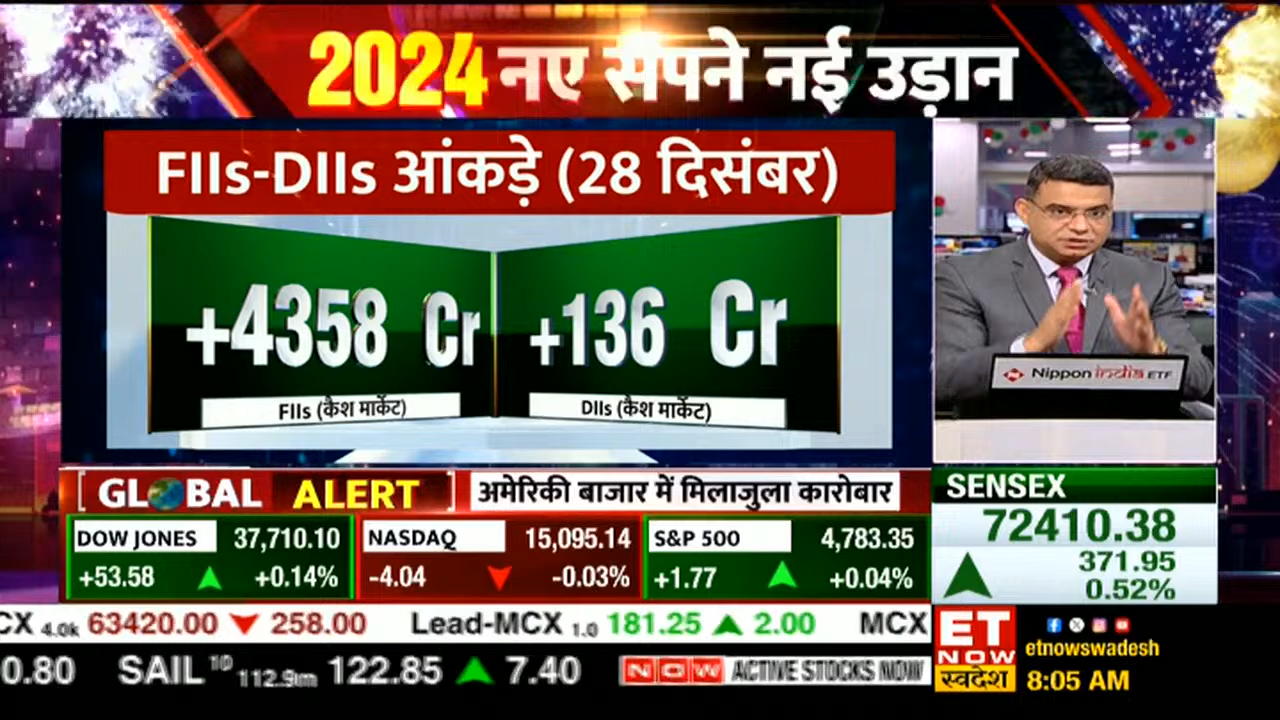 2024 नए सपने नई उड़ान
FIIs-DIIs आंकड़े (28 दिसंबर)
+4358 Cr
FIIs (कैश मार्केट)
+136 Cr
DIIs (कैश मार्केट)
Nippon india ETF
GLOBAL ALERT
अमेरिकी बाजार में मिलाजुला कारोबार
DOW JONES 37,710.10
+53.58 +0.14%
NASDAQ 15,095.14
-4.04 -0.03%
S&P 500 4,783.35
+1.77 +0.04%
SENSEX
72410.38
371.95
0.52%
CX 4.0k 63420.00 258.00 Lead-MCX 1.0 181.25 2.00 MCX
0.80 SAIL 10 112.9m 122.85 7.40 NOW ACTIVE STOCKS NOW
ET
NOW
स्वदेश
etnowswadesh
8:05 AM